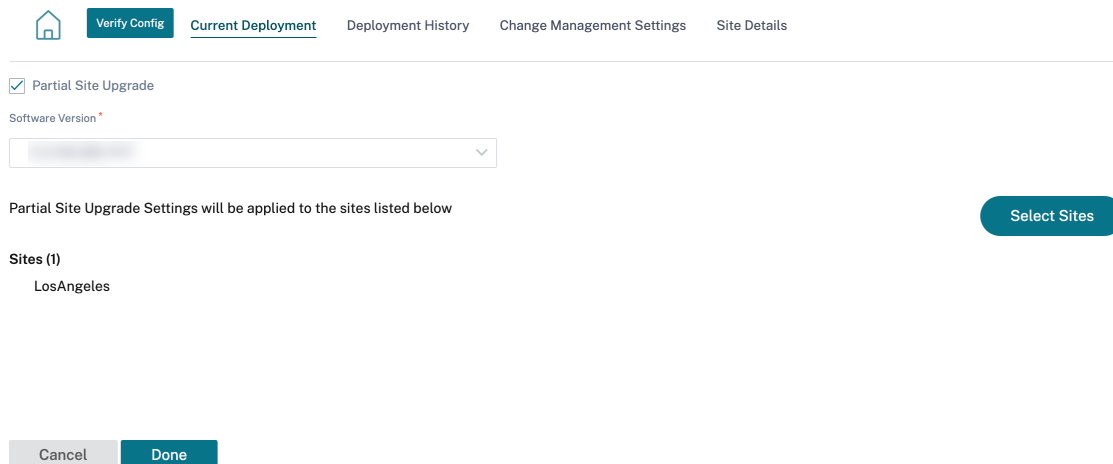 Verify Config
Current Deployment
Deployment History
Change Management Settings
Site Details
Partial Site Upgrade
Software Version *
Partial Site Upgrade Settings will be applied to the sites listed below
Select Sites
Sites (1)
LosAngeles
Cancel
Done